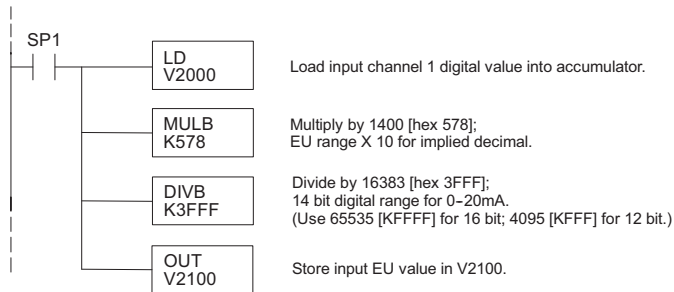 SP1
LD
V2000
Load input channel 1 digital value into accumulator.
MULB
K578
Multiply by 1400 [hex 578];
EU range X 10 for implied decimal.
DIVB
K3FFF
Divide by 16383 [hex 3FFF];
14 bit digital range for 0-20mA.
(Use 65535 [KFFFF] for 16 bit; 4095 [KFFF] for 12 bit.)
OUT
V2100
Store input EU value in V2100.